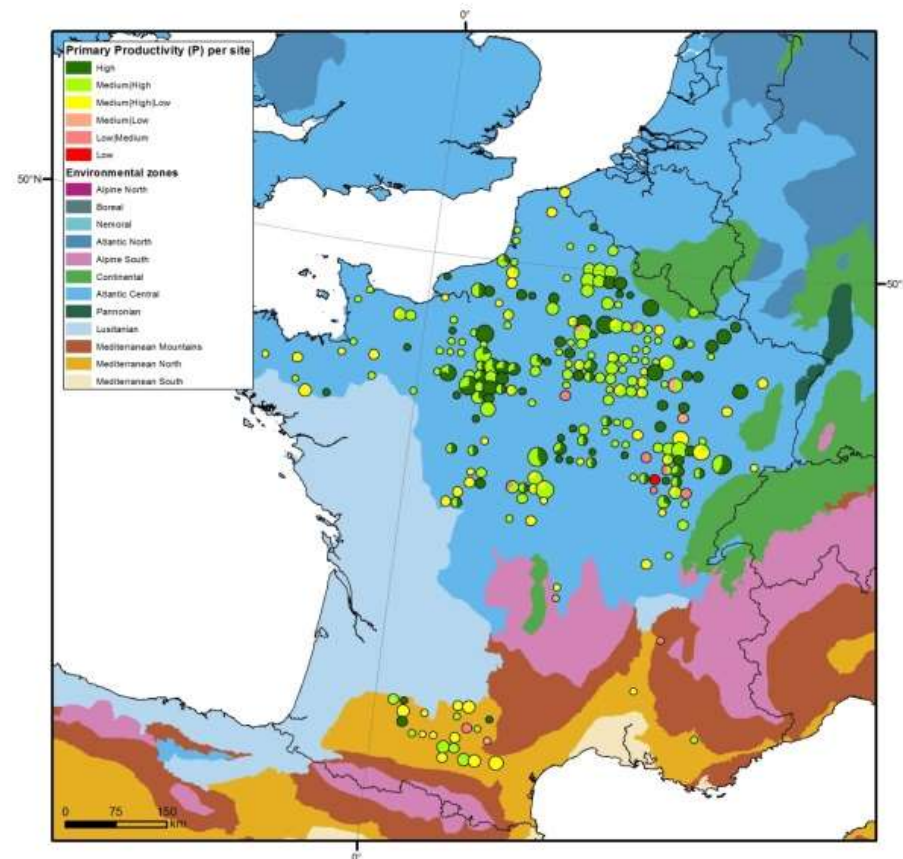 0°
Primary Productivity (P) per site
High
Medium|High
Medium|High|Low
Medium|Low
Low|Medium
Low
Environmental zones
Alpine North
Boreal
Nemoral
Atlantic North
Alpine South
Continental
Atlantic Central
Pannonian
Lusitanian
Mediterranean Mountains
Mediterranean North
Mediterranean South
50°N
50°
0 75 150
km
0°